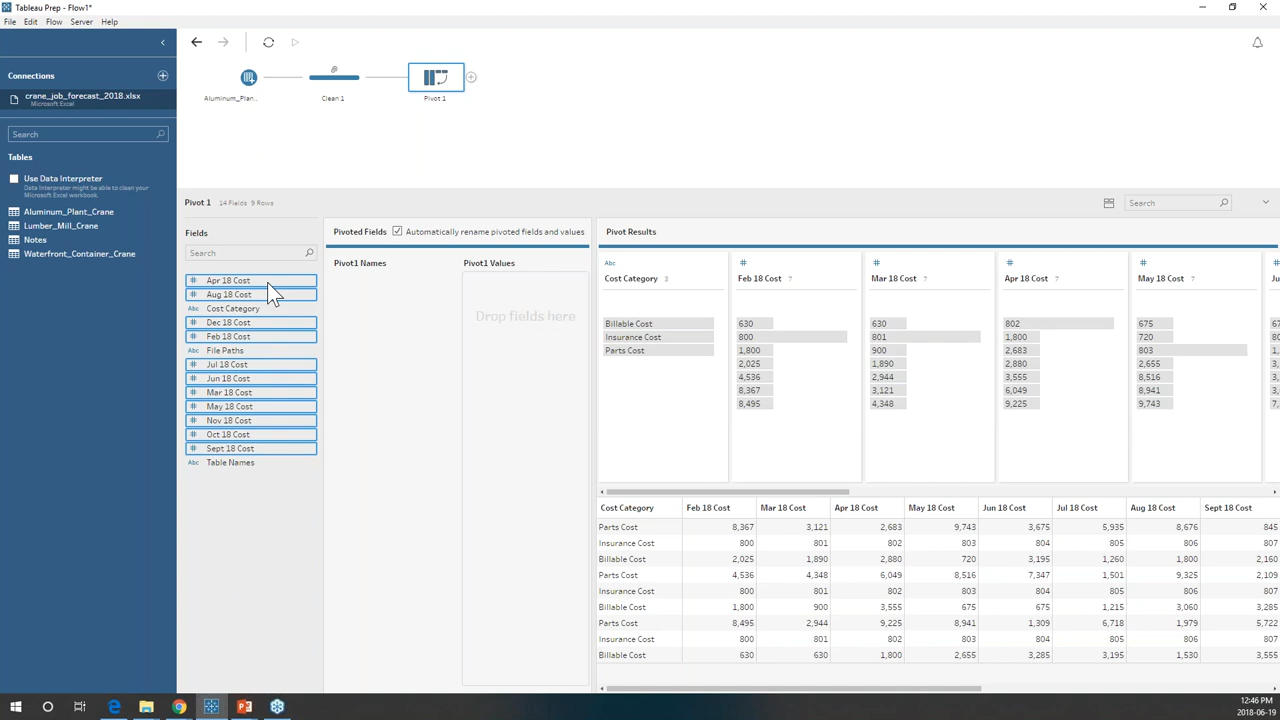 Tableau Prep - Flow1*
File Edit Flow Server Help
Connections
crane_job_forecast_2018.xlsx
Microsoft Excel
Search
Tables
Use Data Interpreter
Data Interpreter might be able to clean your
Microsoft Excel workbook.
Aluminum_Plant_Crane
Lumber_Mill_Crane
Notes
Waterfront_Container_Crane
Aluminum_Plan... Clean 1 Pivot 1
Pivot 1 14 Fields 9 Rows
Search
Fields
Search
Apr 18 Cost
Aug 18 Cost
Abc Cost Category
Dec 18 Cost
Feb 18 Cost
Abc File Paths
Jul 18 Cost
Jun 18 Cost
Mar 18 Cost
May 18 Cost
Nov 18 Cost
Oct 18 Cost
Sept 18 Cost
Abc Table Names
Pivoted Fields Automatically rename pivoted fields and values
Pivot1 Names Pivot1 Values
Drop fields here
Pivot Results
Abc # # # # #
Cost Category 3 Feb 18 Cost 7 Mar 18 Cost 7 Apr 18 Cost 7 May 18 Cost 7 Ju
Billable Cost 630 630 802 675 67
Insurance Cost 800 801 1,800 720 80
Parts Cost 1,800 900 2,683 803 1,
2,025 1,890 2,880 2,655 3,
4,536 2,944 3,555 8,516 3,
8,367 3,121 6,049 8,941 3,
8,495 4,348 9,225 9,743 7,
Cost Category Feb 18 Cost Mar 18 Cost Apr 18 Cost May 18 Cost Jun 18 Cost Jul 18 Cost Aug 18 Cost Sept 18 Cost
Parts Cost 8,367 3,121 2,683 9,743 3,675 5,935 8,676 845
Insurance Cost 800 801 802 803 804 805 806 807
Billable Cost 2,025 1,890 2,880 720 3,195 1,260 1,800 2,160
Parts Cost 4,536 4,348 6,049 8,516 7,347 1,501 9,325 2,109
Insurance Cost 800 801 802 803 804 805 806 807
Billable Cost 1,800 900 3,555 675 675 1,215 3,060 3,285
Parts Cost 8,495 2,944 9,225 8,941 1,309 6,718 1,979 5,722
Insurance Cost 800 801 802 803 804 805 806 807
Billable Cost 630 630 1,800 2,655 3,285 3,195 1,530 3,555
12:46 PM
2018-06-19